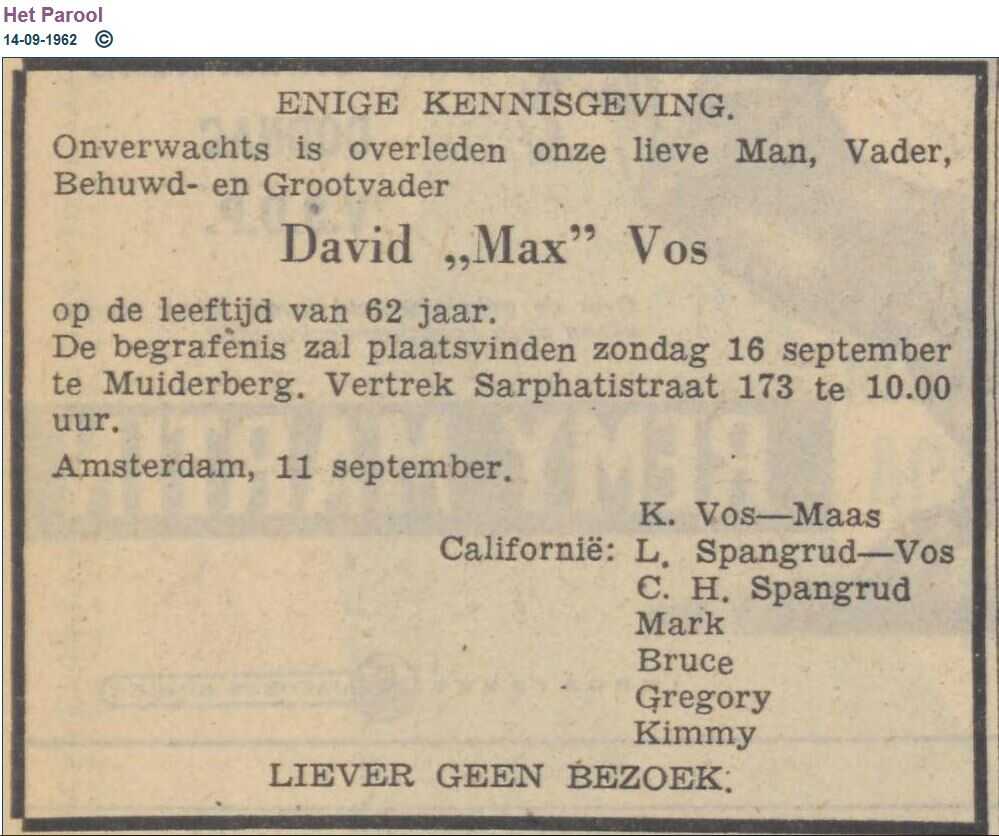 Het Parool
14-09-1962 ©
ENIGE KENNISGEVING.
Onverwachts is overleden onze lieve Man, Vader,
Behuwd- en Grootvader
David „Max” Vos
op de leeftijd van 62 jaar.
De begrafenis zal plaatsvinden zondag 16 september
te Muiderberg. Vertrek Sarphatistraat 173 te 10.00
uur.
Amsterdam, 11 september.
K. Vos—Maas
Californië: L. Spangrud—Vos
C. H. Spangrud
Mark
Bruce
Gregory
Kimmy
LIEVER GEEN BEZOEK.